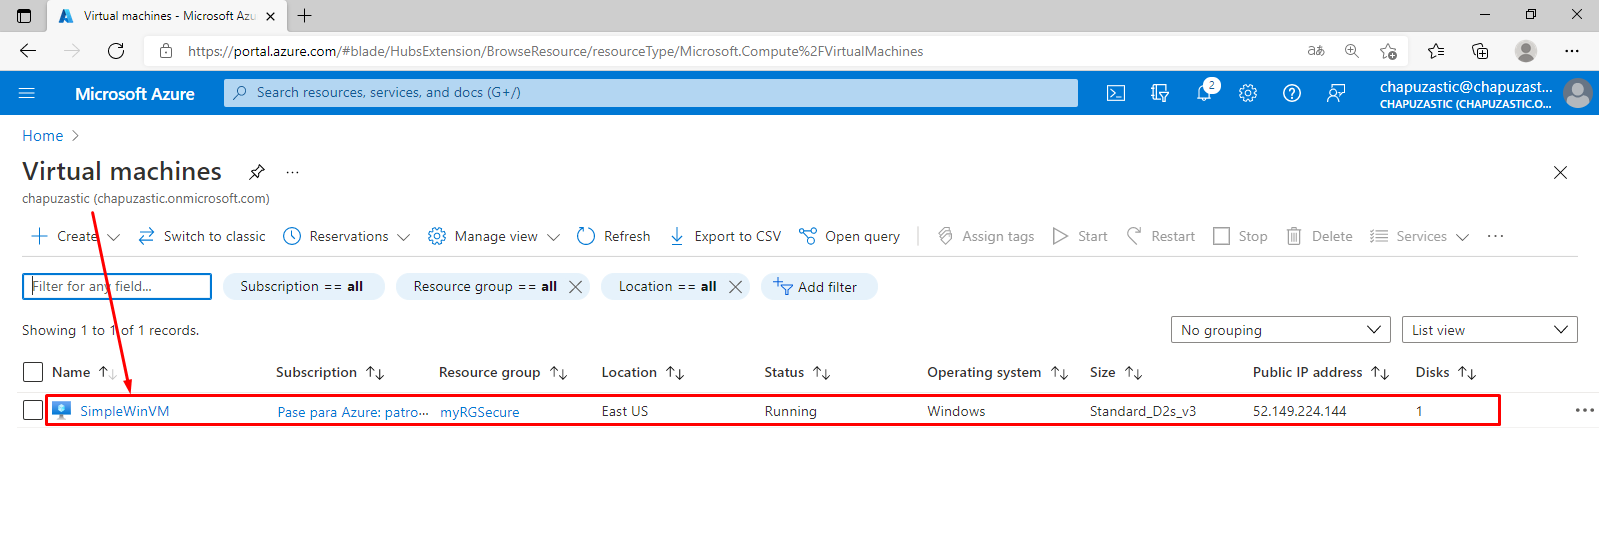 Virtual machines - Microsoft Azu
https://portal.azure.com/#blade/HubsExtension/BrowseResource/resourceType/Microsoft.Compute%2FVirtualMachines
Microsoft Azure
Search resources, services, and docs (G+/)
2
chapuzastic@chapuzast...
CHAPUZASTIC (CHAPUZASTIC.O...
Home
Virtual machines
chapuzastic (chapuzastic.onmicrosoft.com)
Create Switch to classic Reservations Manage view Refresh Export to CSV Open query Assign tags Start Restart Stop Delete Services
Filter for any field... Subscription == all Resource group == all Location == all Add filter
Showing 1 to 1 of 1 records. No grouping List view
Name Subscription Resource group Location Status Operating system Size Public IP address Disks
SimpleWinVM Pase para Azure: patro... myRGSecure East US Running Windows Standard_D2s_v3 52.149.224.144 1